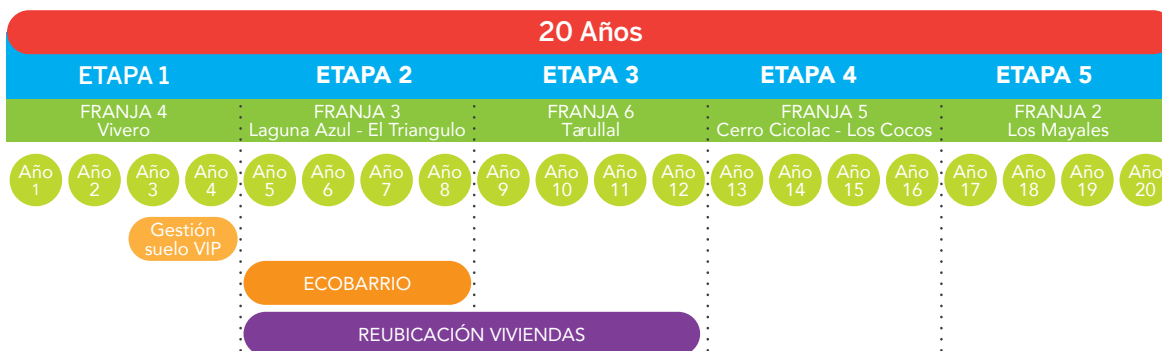 20 Años
ETAPA 1
ETAPA 2
ETAPA 3
ETAPA 4
ETAPA 5
FRANJA 4
Vivero
FRANJA 3
Laguna Azul - El Triangulo
FRANJA 6
Tarullal
FRANJA 5
Cerro Cicolac - Los Cocos
FRANJA 2
Los Mayales
Año
1
Año
2
Año
3
Año
4
Año
5
Año
6
Año
7
Año
8
Año
9
Año
10
Año
11
Año
12
Año
13
Año
14
Año
15
Año
16
Año
17
Año
18
Año
19
Año
20
Gestión
suelo VIP
ECOBARRIO
REUBICACIÓN VIVIENDAS